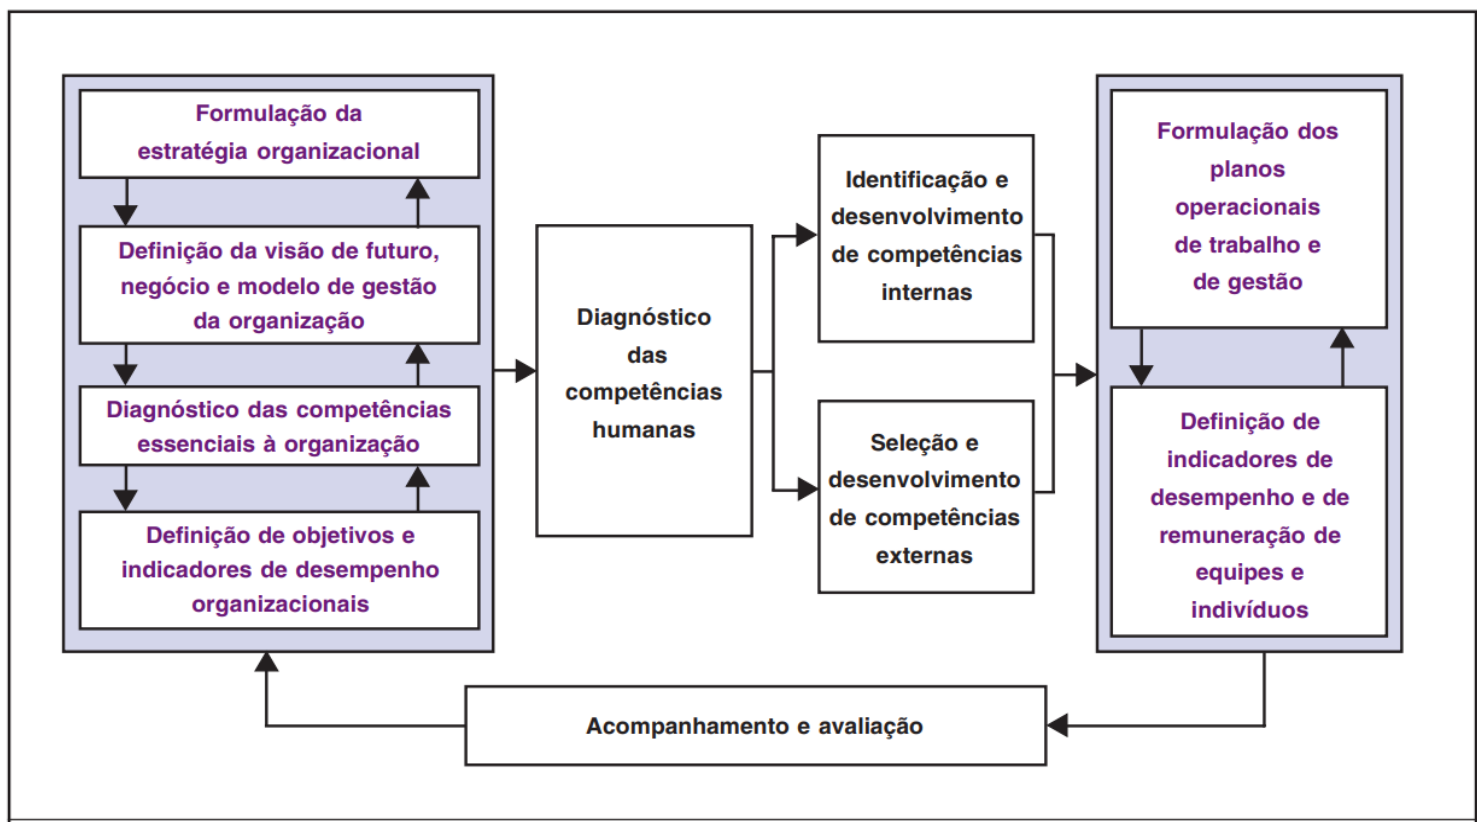 Formulação da
estratégia organizacional
Definição da visão de futuro,
negócio e modelo de gestão
da organização
Diagnóstico das competências
essenciais à organização
Definição de objetivos e
indicadores de desempenho
organizacionais
Diagnóstico
das
competências
humanas
Identificação e
desenvolvimento
de competências
internas
Seleção e
desenvolvimento
de competências
externas
Formulação dos
planos
operacionais
de trabalho e
de gestão
Definição de
indicadores de
desempenho e de
remuneração de
equipes e
indivíduos
Acompanhamento e avaliação